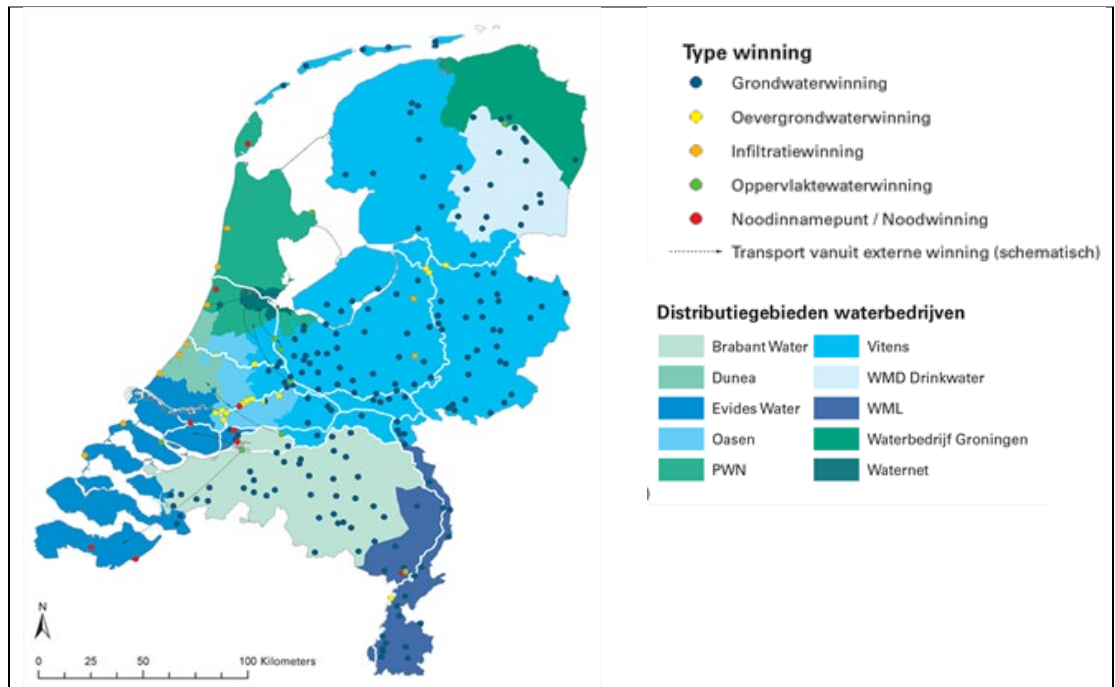 Type winning
Grondwaterwinning
Oevergrondwaterwinning
Infiltratiewinning
Oppervlaktewaterwinning
Noodinnamepunt / Noodwinning
Transport vanuit externe winning (schematisch)
Distributiegebieden waterbedrijven
Brabant Water
Vitens
Dunea
WMD Drinkwater
Evides Water
WML
Oasen
Waterbedrijf Groningen
PWN
Waternet
)
N
0 25 50 100 Kilometers